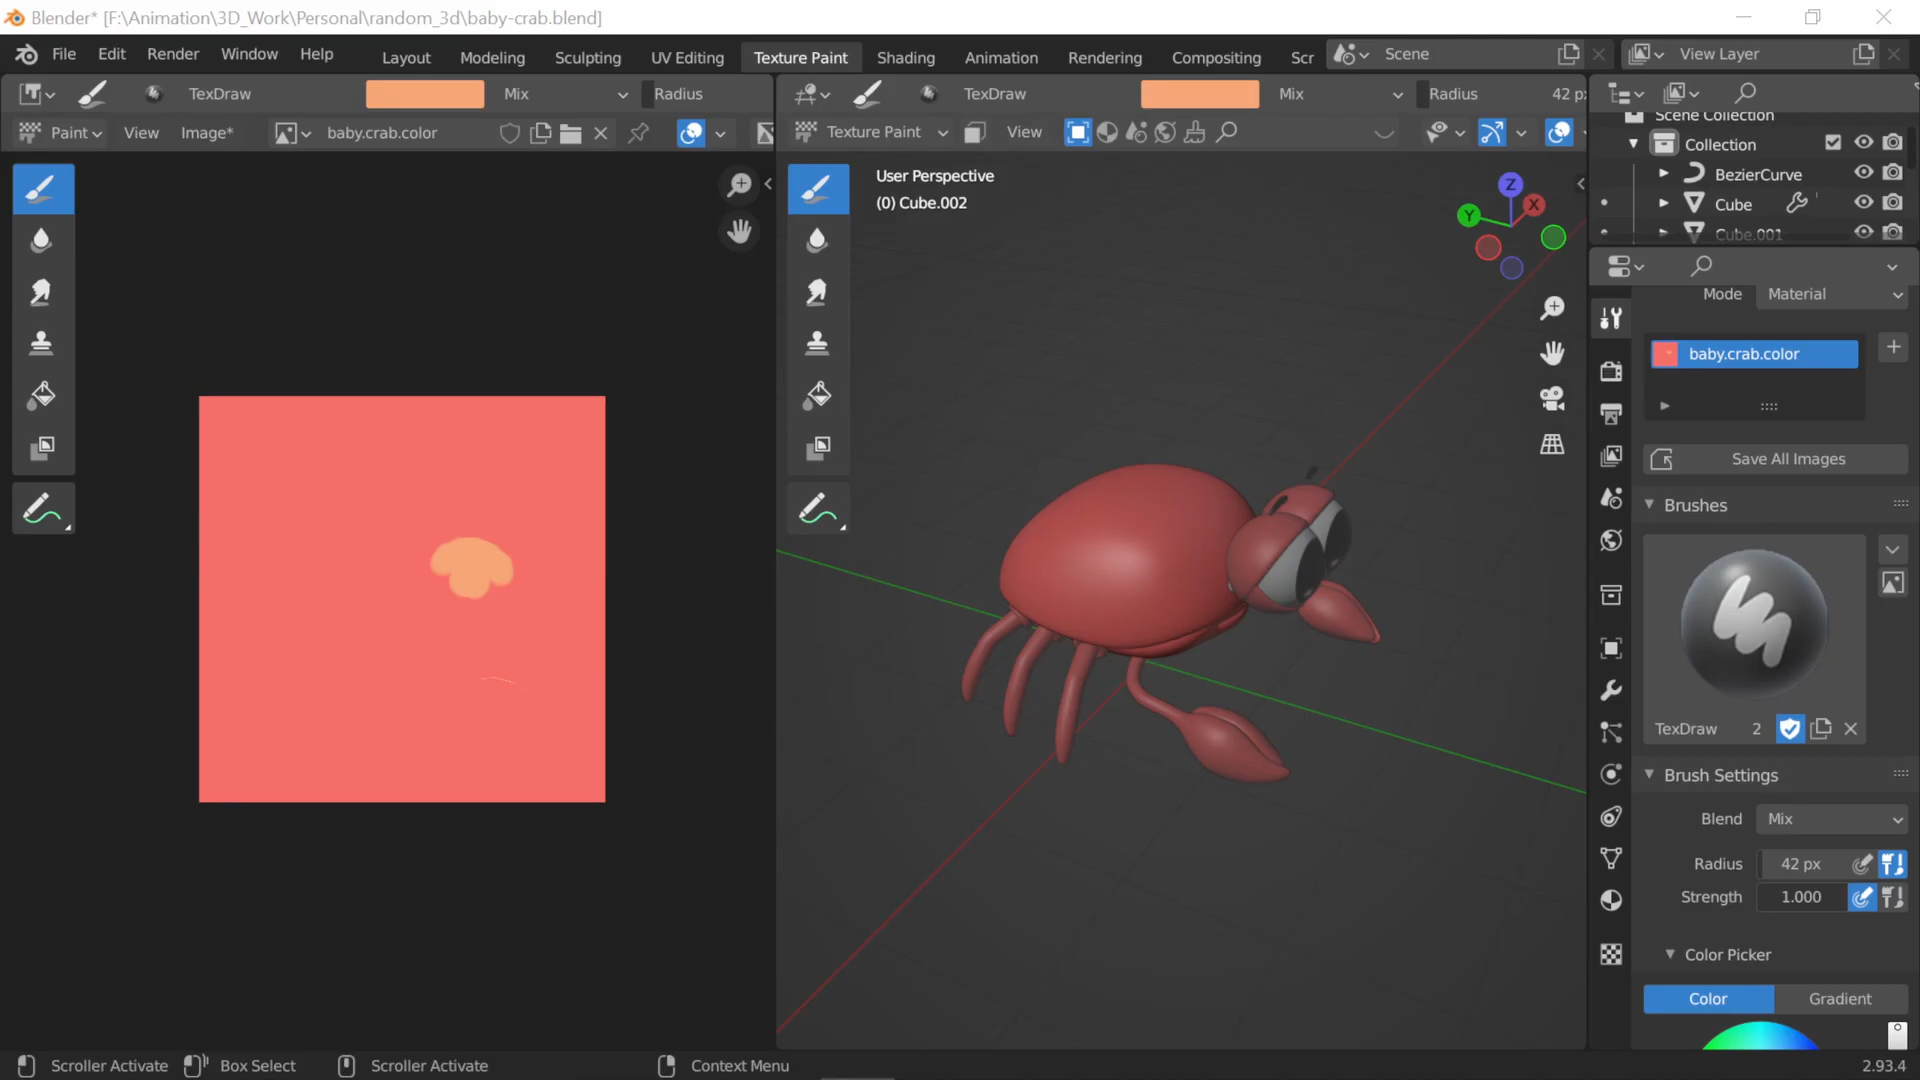 Blender* [F:\Animation\3D_Work\Personal\random_3d\baby-crab.blend]
File Edit Render Window Help Layout Modeling Sculpting UV Editing Texture Paint Shading Animation Rendering Compositing Scr Scene View Layer
TexDraw Mix Radius
TexDraw Mix Radius 42 px
Paint View Image* baby.crab.color
Texture Paint View
User Perspective
(0) Cube.002
Z
X
Y
Scene Collection
Collection
BezierCurve
Cube
Cube.001
Mode Material
baby.crab.color
Save All Images
Brushes
TexDraw 2
Brush Settings
Blend Mix
Radius 42 px
Strength 1.000
Color Picker
Color Gradient
Scroller Activate Box Select Scroller Activate Context Menu 2.93.4